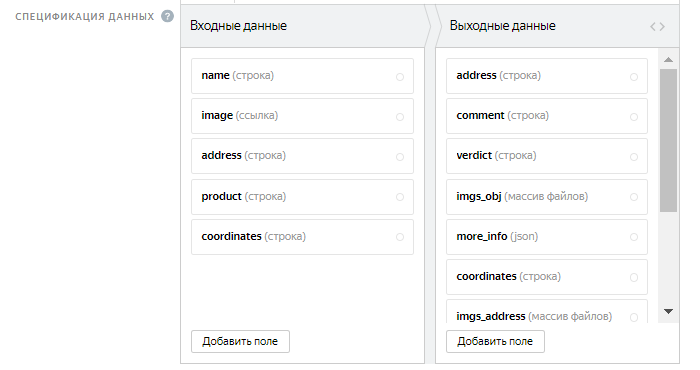 СПЕЦИФИКАЦИЯ ДАННЫХ ?
Входные данные
Выходные данные <>
name (строка)
image (ссылка)
address (строка)
product (строка)
coordinates (строка)
Добавить поле
address (строка)
comment (строка)
verdict (строка)
imgs_obj (массив файлов)
more_info (json)
coordinates (строка)
imgs_address (массив файлов)
Добавить поле